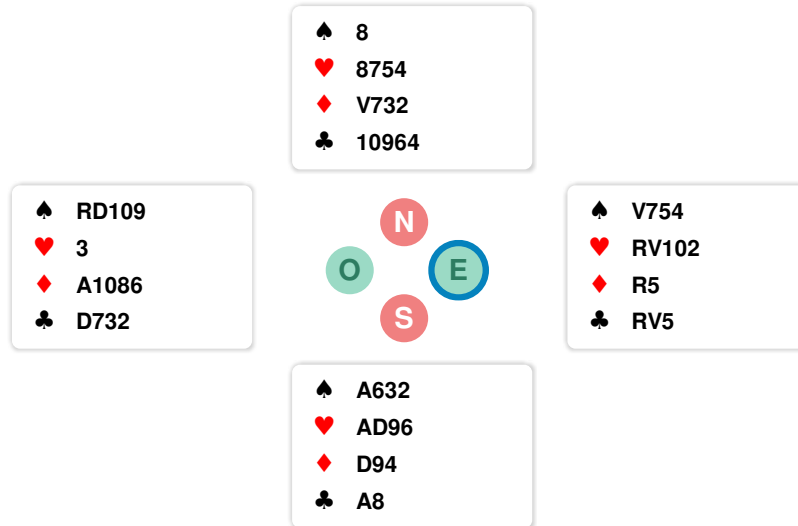 ♠ 8
♥ 8754
♦ V732
♣ 10964
♠ RD109
♥ 3
♦ A1086
♣ D732
N
O E
S
♠ V754
♥ RV102
♦ R5
♣ RV5
♠ A632
♥ AD96
♦ D94
♣ A8